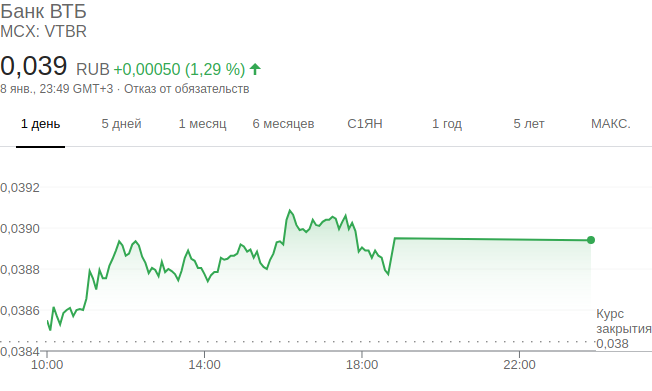 Банк ВТБ
MCX: VTBR
0,039 RUB +0,00050 (1,29 %)
8 янв., 23:49 GMT+3 · Отказ от обязательств
1 день 5 дней 1 месяц 6 месяцев С1ЯН 1 год 5 лет МАКС.
0,0392
0,0390
0,0388
0,0386
0,0384
Курс
закрытия
0,038
10:00 14:00 18:00 22:00